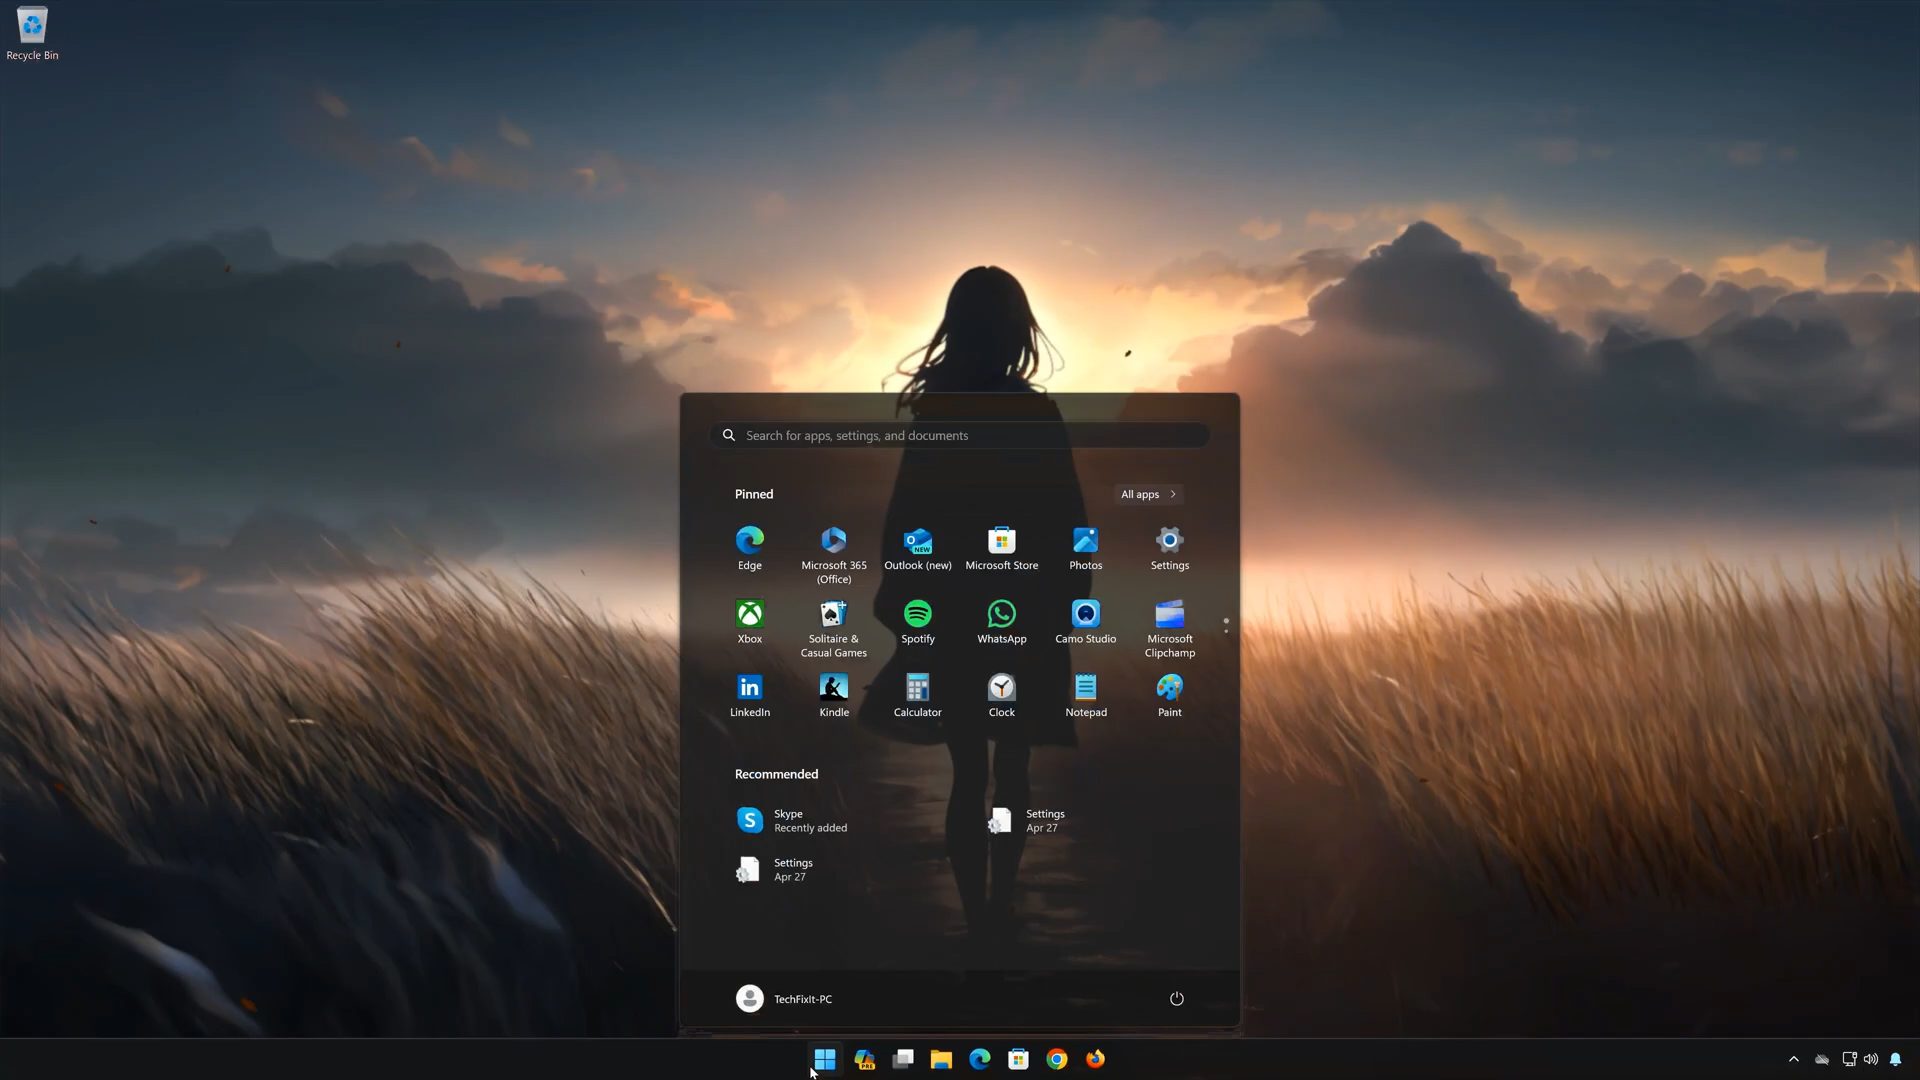 Recycle Bin
Search for apps, settings, and documents
Pinned
All apps
Edge
Microsoft 365
(Office)
Outlook (new)
Microsoft Store
Photos
Settings
Xbox
Solitaire &
Casual Games
Spotify
WhatsApp
Camo Studio
Microsoft
Clipchamp
LinkedIn
Kindle
Calculator
Clock
Notepad
Paint
Recommended
Skype
Recently added
Settings
Apr 27
Settings
Apr 27
TechFixIt-PC